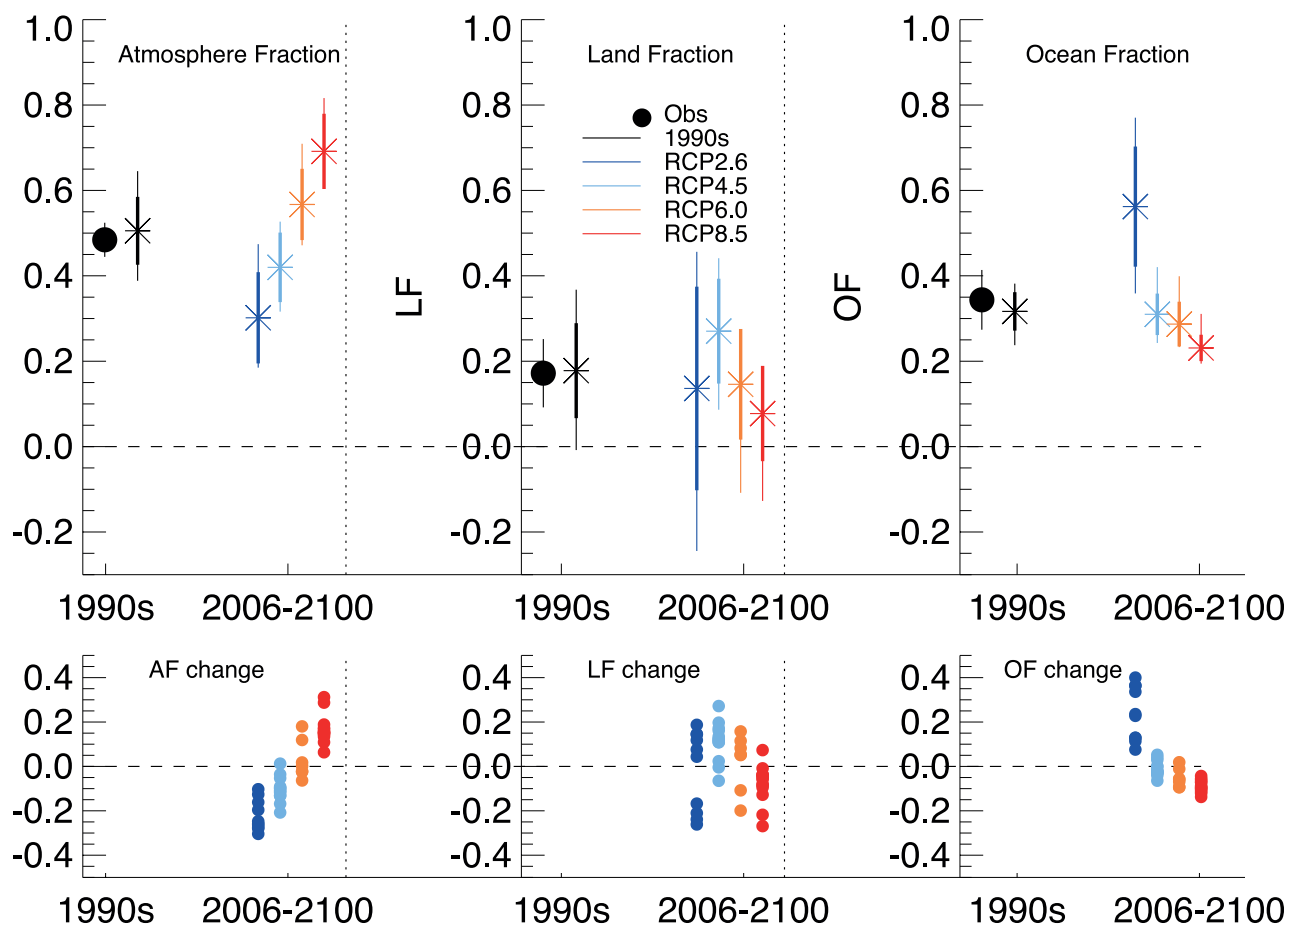 Atmosphere Fraction
1.0
0.8
0.6
0.4
0.2
0.0
-0.2
1990s
2006-2100
LF
Land Fraction
1.0
0.8
0.6
0.4
0.2
0.0
-0.2
Obs
1990s
RCP2.6
RCP4.5
RCP6.0
RCP8.5
1990s
2006-2100
OF
Ocean Fraction
1.0
0.8
0.6
0.4
0.2
0.0
-0.2
1990s
2006-2100
AF change
0.4
0.2
0.0
-0.2
-0.4
1990s
2006-2100
LF change
0.4
0.2
0.0
-0.2
-0.4
1990s
2006-2100
OF change
0.4
0.2
0.0
-0.2
-0.4
1990s
2006-2100